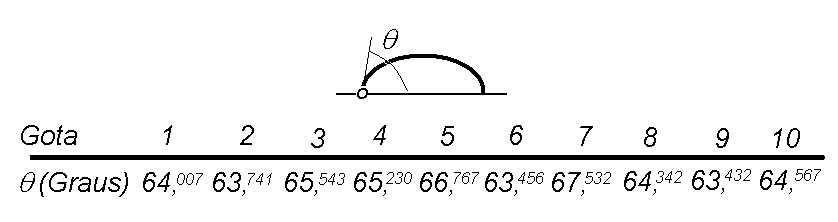 θ
Gota 1 2 3 4 5 6 7 8 9 10
θ (Graus) 64,007 63,741 65,543 65,230 66,767 63,456 67,532 64,342 63,432 64,567